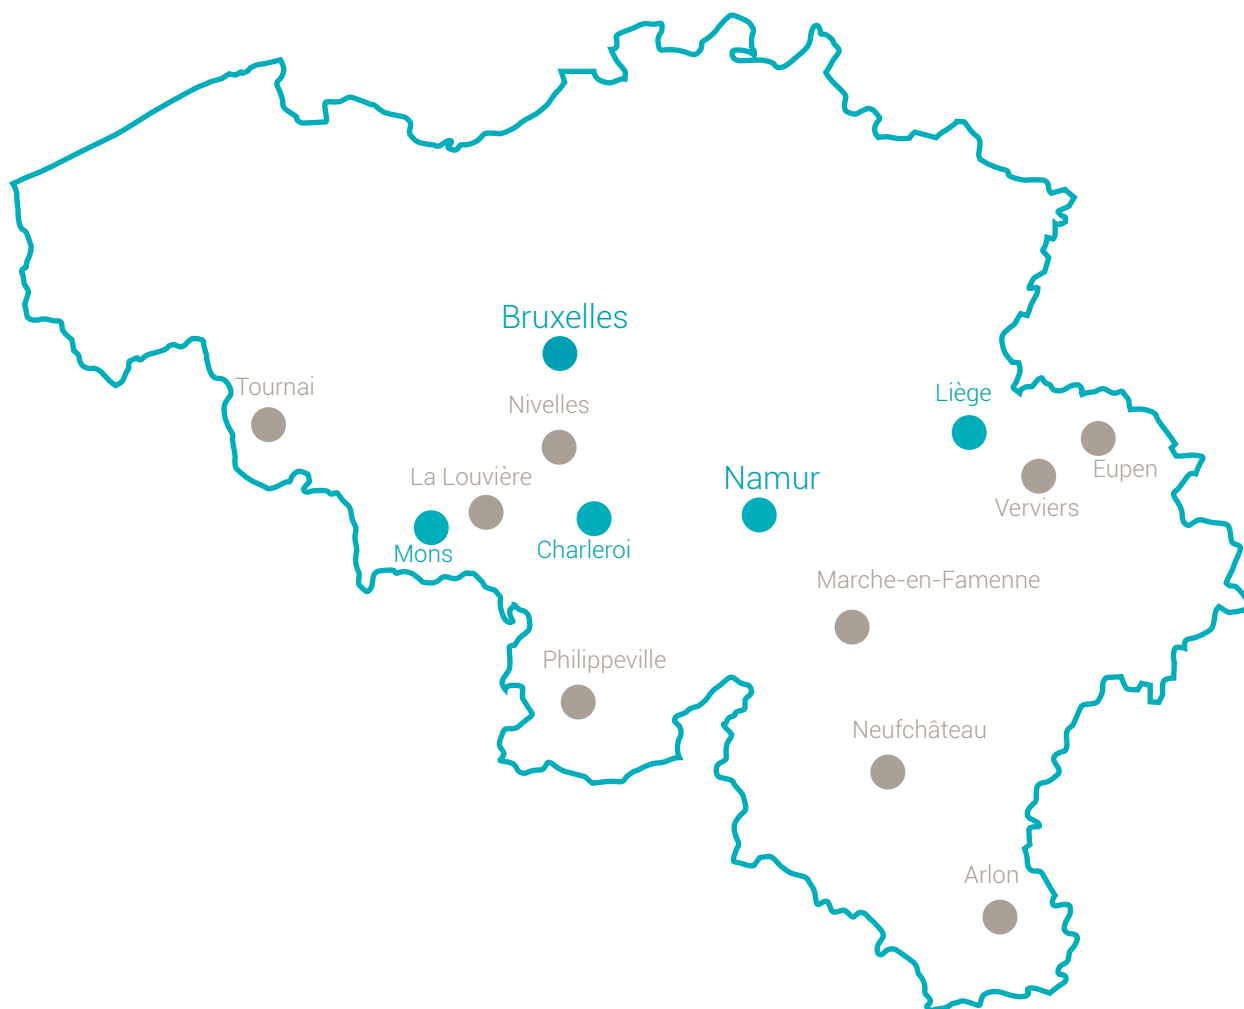 Bruxelles
Tournai
Liège
Nivelles
Eupen
La Louvière
Namur
Verviers
Mons
Charleroi
Marche-en-Famenne
Philippeville
Neufchâteau
Arlon